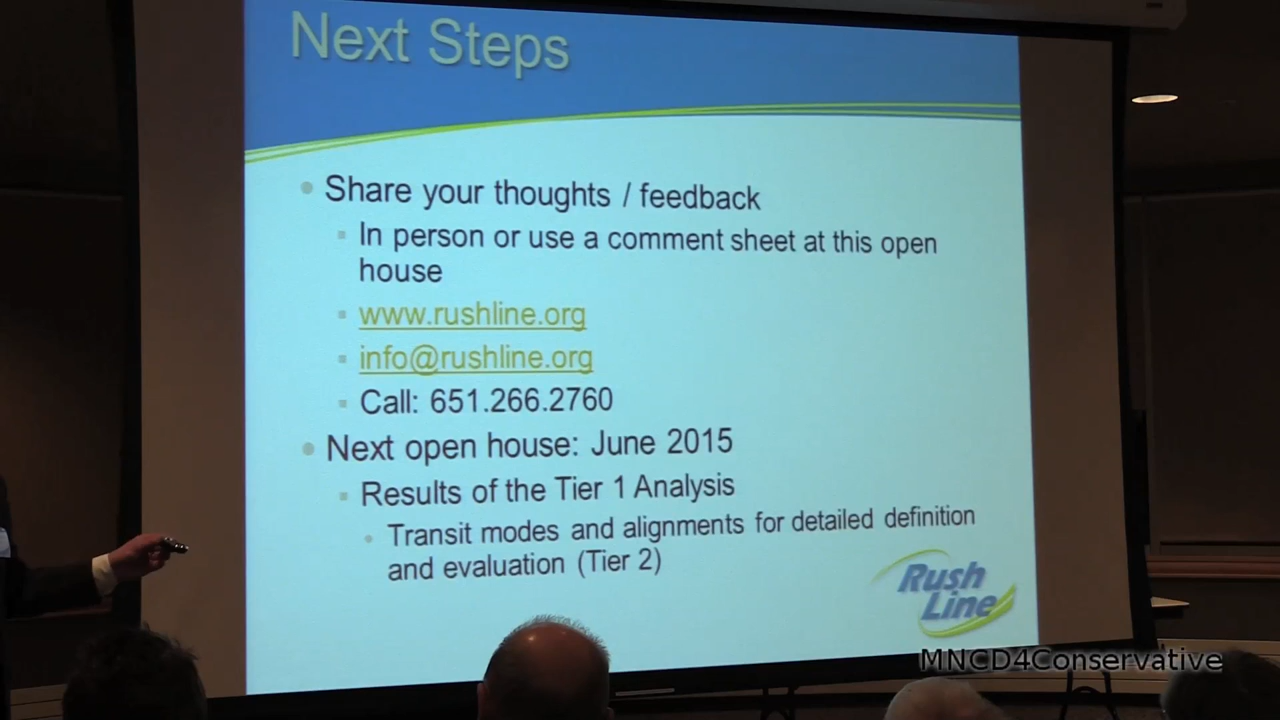 Next Steps
Share your thoughts / feedback
In person or use a comment sheet at this open
house
www.rushline.org
info@rushline.org
Call: 651.266.2760
Next open house: June 2015
Results of the Tier 1 Analysis
Transit modes and alignments for detailed definition
and evaluation (Tier 2)
Rush
Line
MNCD4Conservative